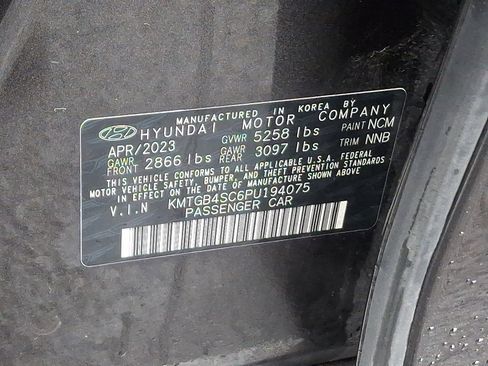 MANUFACTURED IN KOREA BY
HYUNDAI MOTOR COMPANY
APR/2023 GVWR 5258 lbs PAINT NCM
GAWR FRONT 2866 lbs GAWR REAR 3097 lbs TRIM NNB
THIS VEHICLE CONFORMS TO ALL APPLICABLE U.S.A. FEDERAL
MOTOR VEHICLE SAFETY, BUMPER, AND THEFT PREVENTION STANDARDS
IN EFFECT ON THE DATE OF MANUFACTURE SHOWN ABOVE.
V.I.N KMTGB4SC6PU194075
PASSENGER CAR